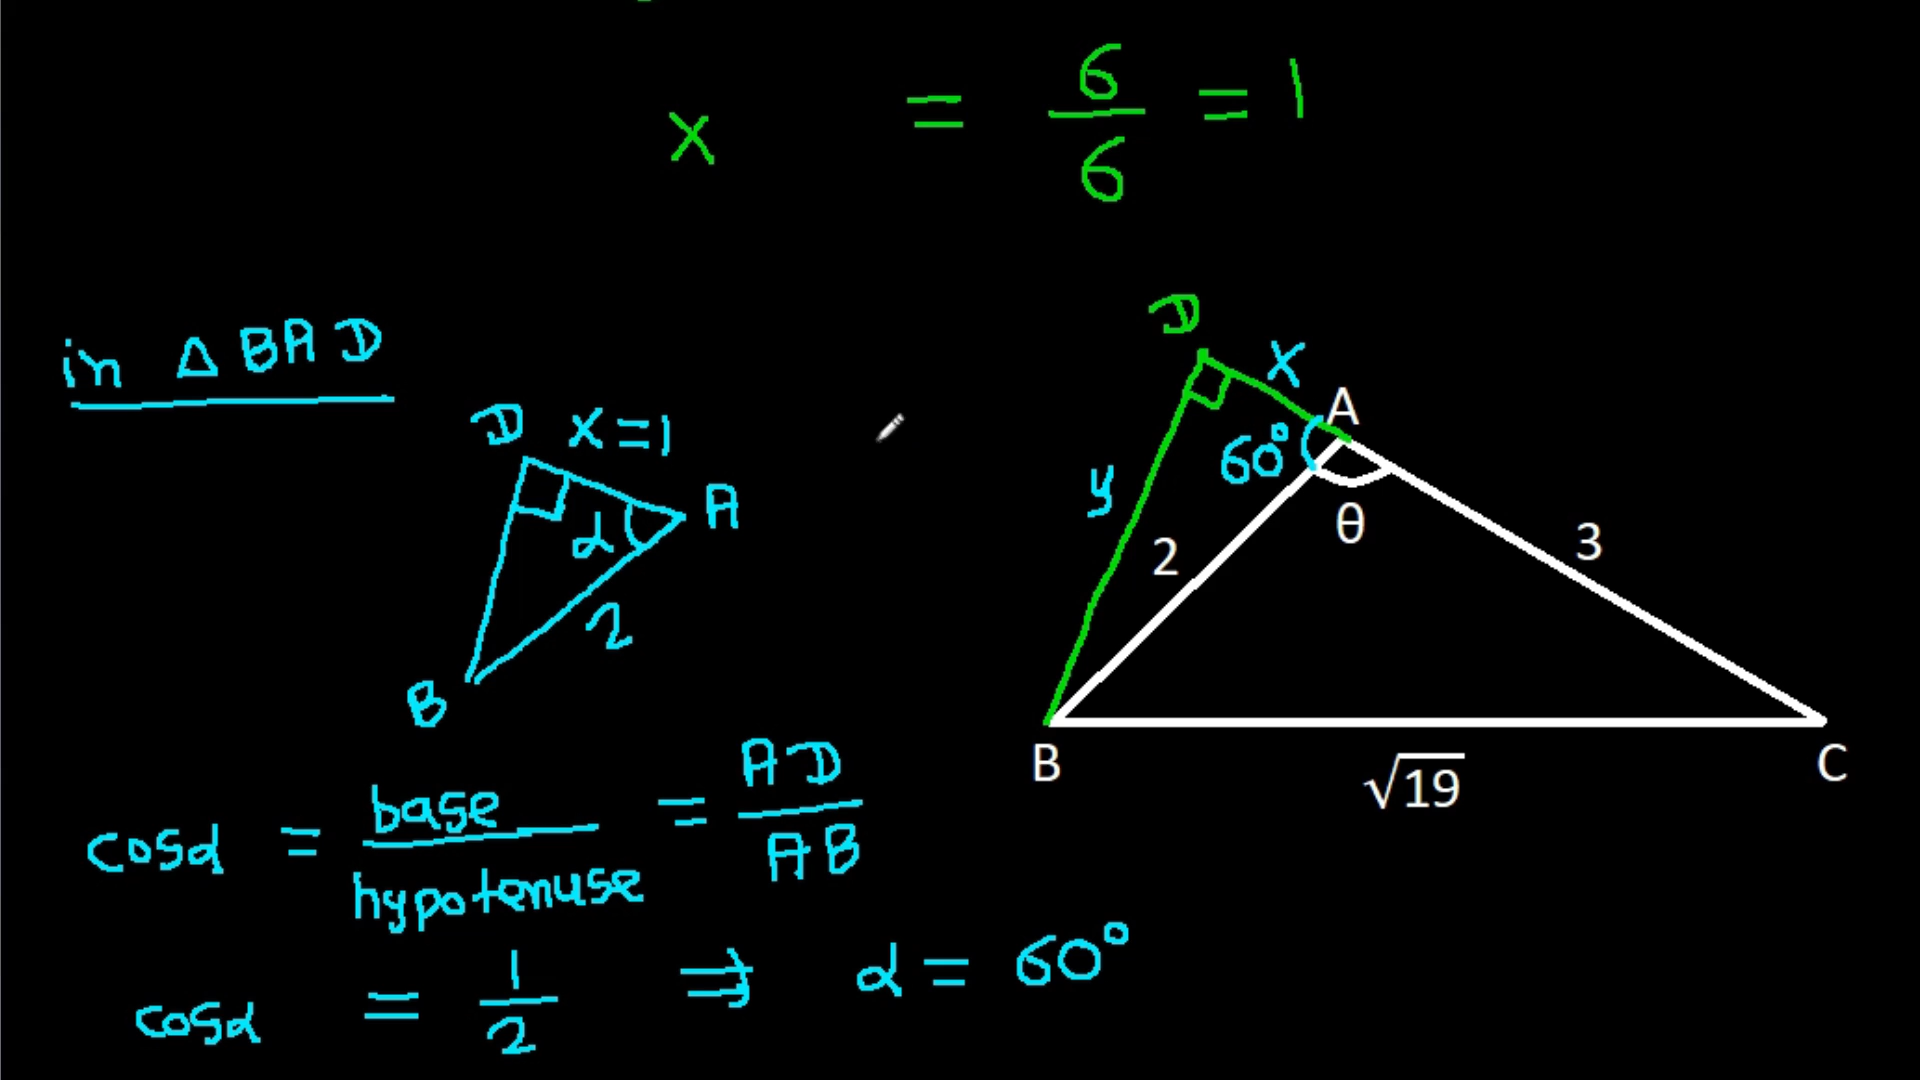 x = 6/6 = 1
in Δ BAD
D x = 1
A
α
2
B
cosα = base/hypotenuse = AD/AB
cosα = 1/2 ⇒ α = 60°
D
x
A
60°
y
θ
2
3
B
C
√19